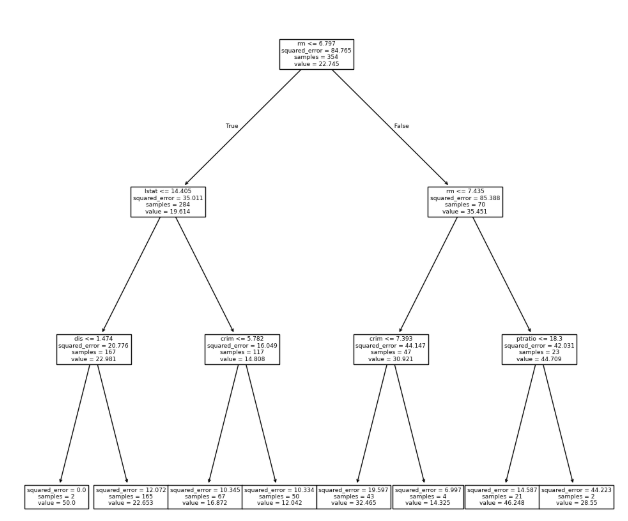 rm <= 6.797
squared_error = 84.765
samples = 354
value = 22.745
True
False
lstat <= 14.405
squared_error = 35.011
samples = 284
value = 19.614
rm <= 7.435
squared_error = 85.388
samples = 70
value = 35.451
dis <= 1.474
squared_error = 20.776
samples = 167
value = 22.981
crim <= 5.782
squared_error = 16.049
samples = 117
value = 14.808
crim <= 7.393
squared_error = 44.147
samples = 47
value = 30.921
ptratio <= 18.3
squared_error = 42.031
samples = 23
value = 44.709
squared_error = 0.0
samples = 2
value = 50.0
squared_error = 12.072
samples = 165
value = 22.653
squared_error = 10.345
samples = 67
value = 16.872
squared_error = 10.334
samples = 50
value = 12.042
squared_error = 19.597
samples = 43
value = 32.465
squared_error = 6.997
samples = 4
value = 14.325
squared_error = 14.587
samples = 21
value = 46.248
squared_error = 44.223
samples = 2
value = 28.55